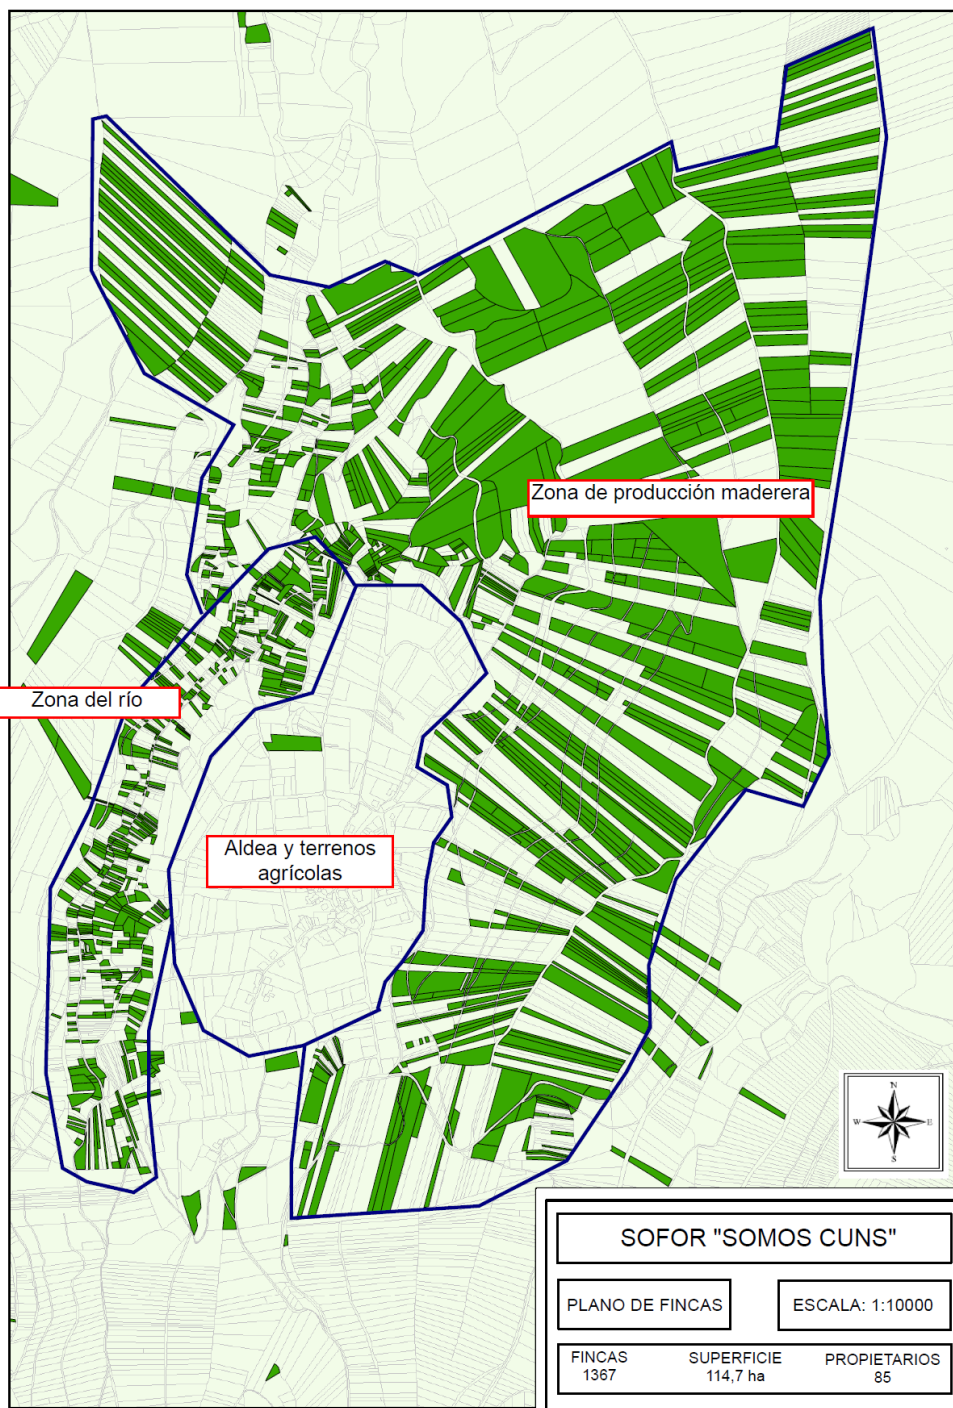 Zona de producción maderera
Zona del río
Aldea y terrenos
agrícolas
N
W E
S
SOFOR "SOMOS CUNS"
PLANO DE FINCAS
ESCALA: 1:10000
FINCAS SUPERFICIE PROPIETARIOS
1367 114,7 ha 85